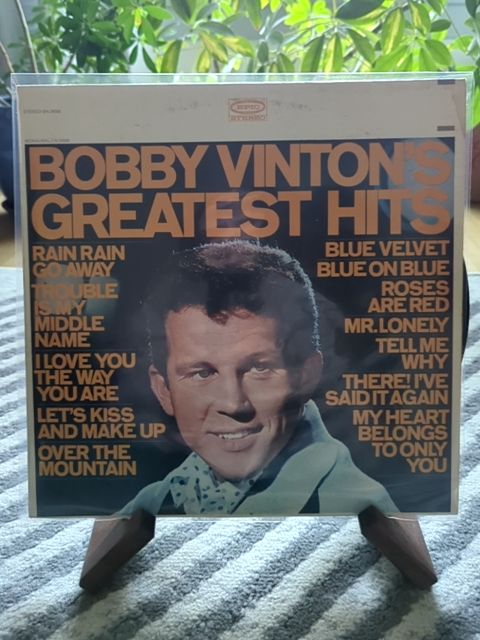 EPIC
STEREO
BOBBY VINTON'S
GREATEST HITS
RAIN RAIN
GO AWAY
TROUBLE
IS MY
MIDDLE
NAME
I LOVE YOU
THE WAY
YOU ARE
LET'S KISS
AND MAKE UP
OVER THE
MOUNTAIN
BLUE VELVET
BLUE ON BLUE
ROSES
ARE RED
MR. LONELY
TELL ME
WHY
THERE! I'VE
SAID IT AGAIN
MY HEART
BELONGS
TO ONLY
YOU